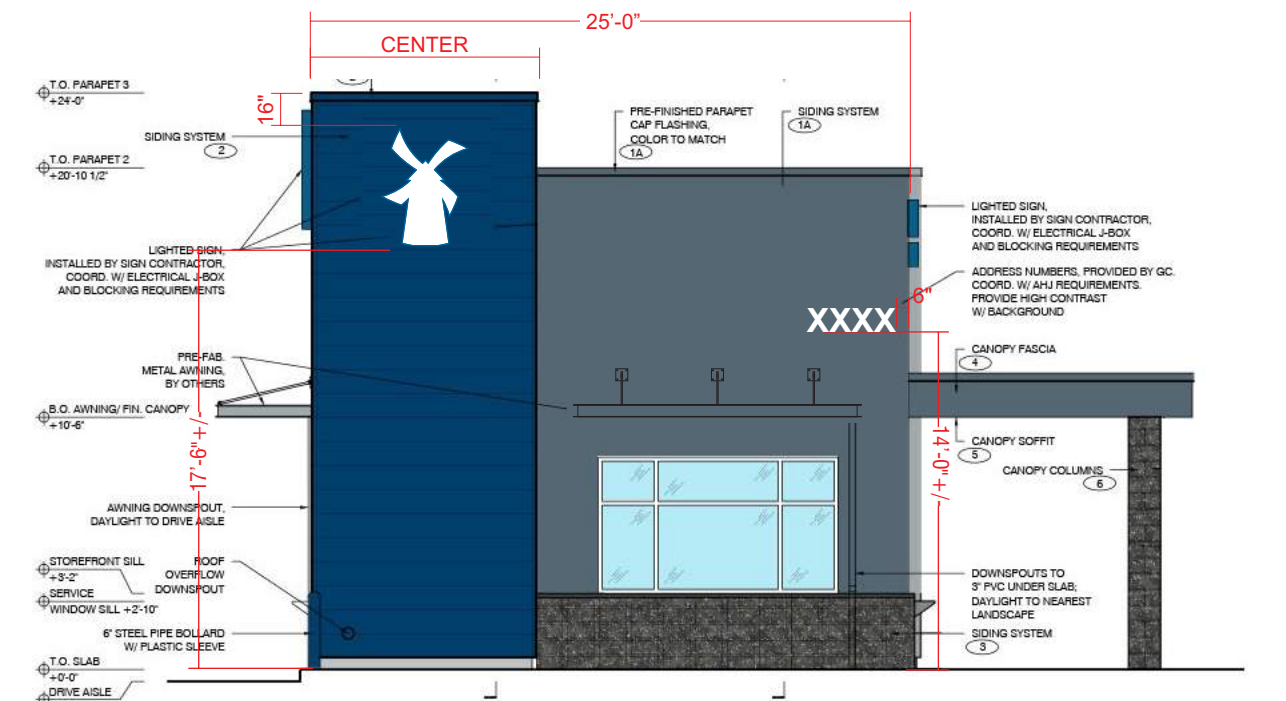 25’-0”
CENTER
16"
T.O. PARAPET 3
+24'-0"
SIDING SYSTEM
2
T.O. PARAPET 2
+20'-10 1/2"
PRE-FINISHED PARAPET
CAP FLASHING,
COLOR TO MATCH
1A
SIDING SYSTEM
1A
LIGHTED SIGN,
INSTALLED BY SIGN CONTRACTOR,
COORD. W/ ELECTRICAL J-BOX
AND BLOCKING REQUIREMENTS
LIGHTED SIGN,
INSTALLED BY SIGN CONTRACTOR,
COORD. W/ ELECTRICAL J-BOX
AND BLOCKING REQUIREMENTS
ADDRESS NUMBERS, PROVIDED BY GC.
COORD. W/ AHJ REQUIREMENTS.
PROVIDE HIGH CONTRAST
W/ BACKGROUND
6"
XXXX
PRE-FAB.
METAL AWNING,
BY OTHERS
CANOPY FASCIA
4
B.O. AWNING/ FIN. CANOPY
+10'-6"
17’-6"+/-
14’-0"+/-
CANOPY SOFFIT
5
CANOPY COLUMNS
6
AWNING DOWNSPOUT,
DAYLIGHT TO DRIVE AISLE
STOREFRONT SILL
+3'-2"
ROOF
OVERFLOW
DOWNSPOUT
SERVICE
WINDOW SILL +2'-10"
DOWNSPOUTS TO
3" PVC UNDER SLAB;
DAYLIGHT TO NEAREST
LANDSCAPE
6" STEEL PIPE BOLLARD
W/ PLASTIC SLEEVE
SIDING SYSTEM
3
T.O. SLAB
+0'-0"
DRIVE AISLE